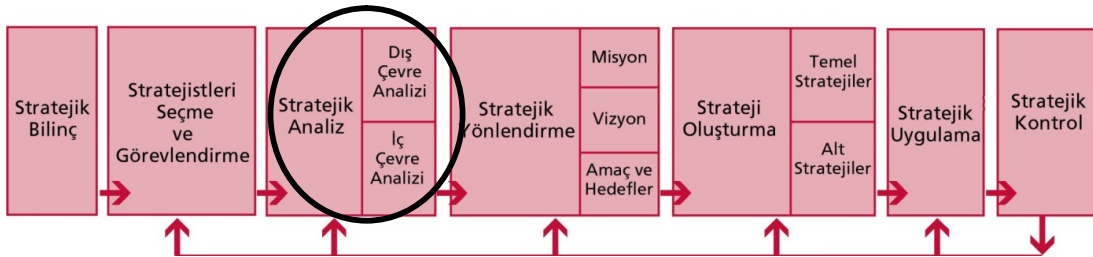 Stratejik
Bilinç
Stratejistleri
Seçme
ve
Görevlendirme
Stratejik
Analiz
Dış
Çevre
Analizi
İç
Çevre
Analizi
Stratejik
Yönlendirme
Misyon
Vizyon
Amaç ve
Hedefler
Strateji
Oluşturma
Temel
Stratejiler
Alt
Stratejiler
Stratejik
Uygulama
Stratejik
Kontrol